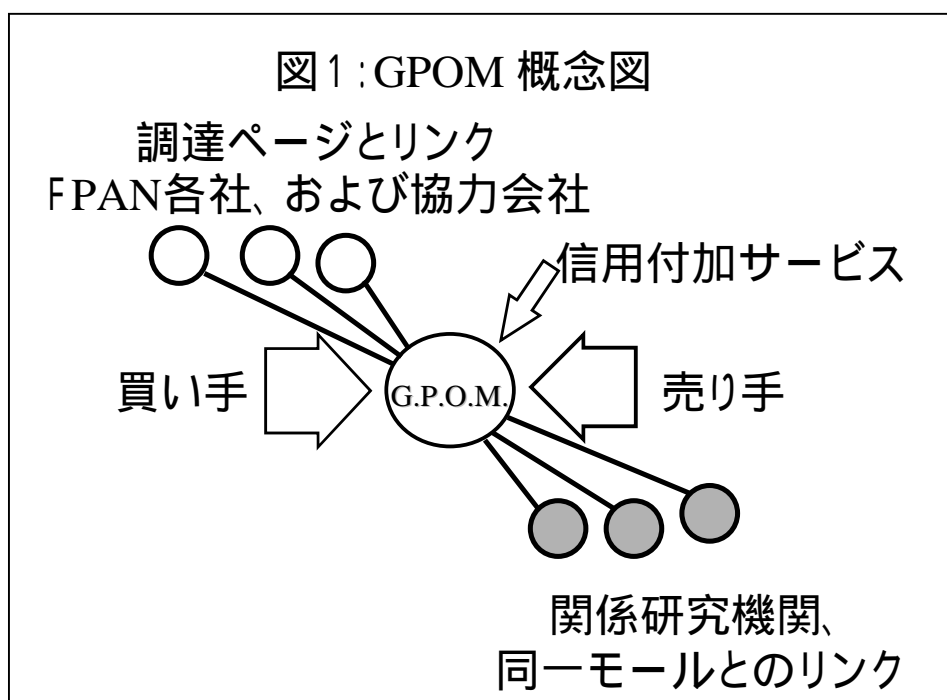 図1:GPOM 概念図
調達ページとリンク
FPAN各社、および協力会社
信用付加サービス
買い手
G.P.O.M.
売り手
関係研究機関、
同一モールとのリンク